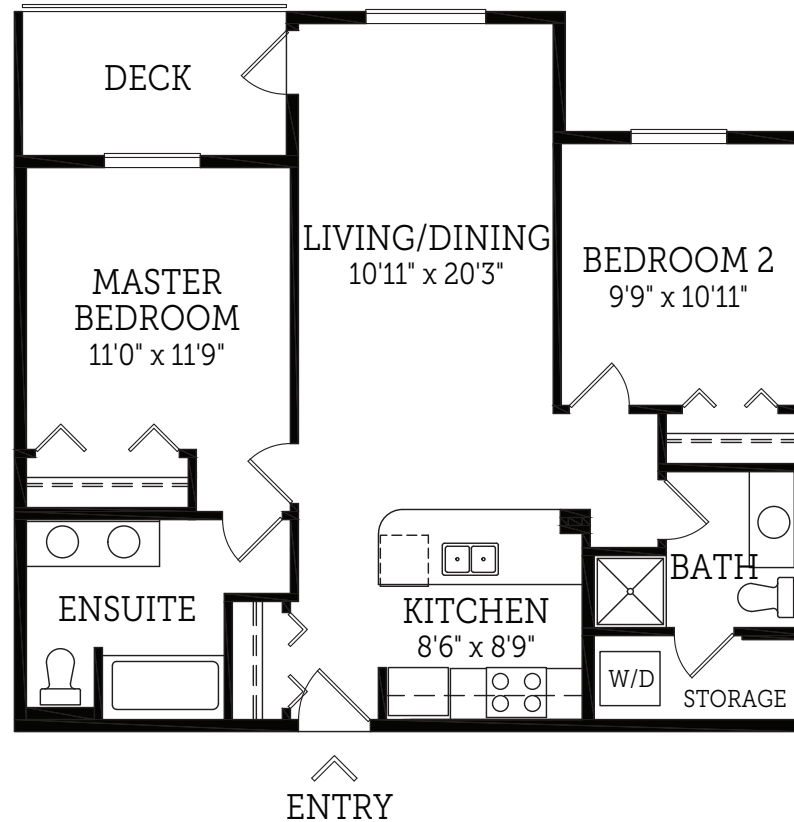 DECK
LIVING/DINING
10'11" x 20'3"
BEDROOM 2
9'9" x 10'11"
MASTER
BEDROOM
11'0" x 11'9"
BATH
ENSUITE
KITCHEN
8'6" x 8'9"
W/D
STORAGE
ENTRY